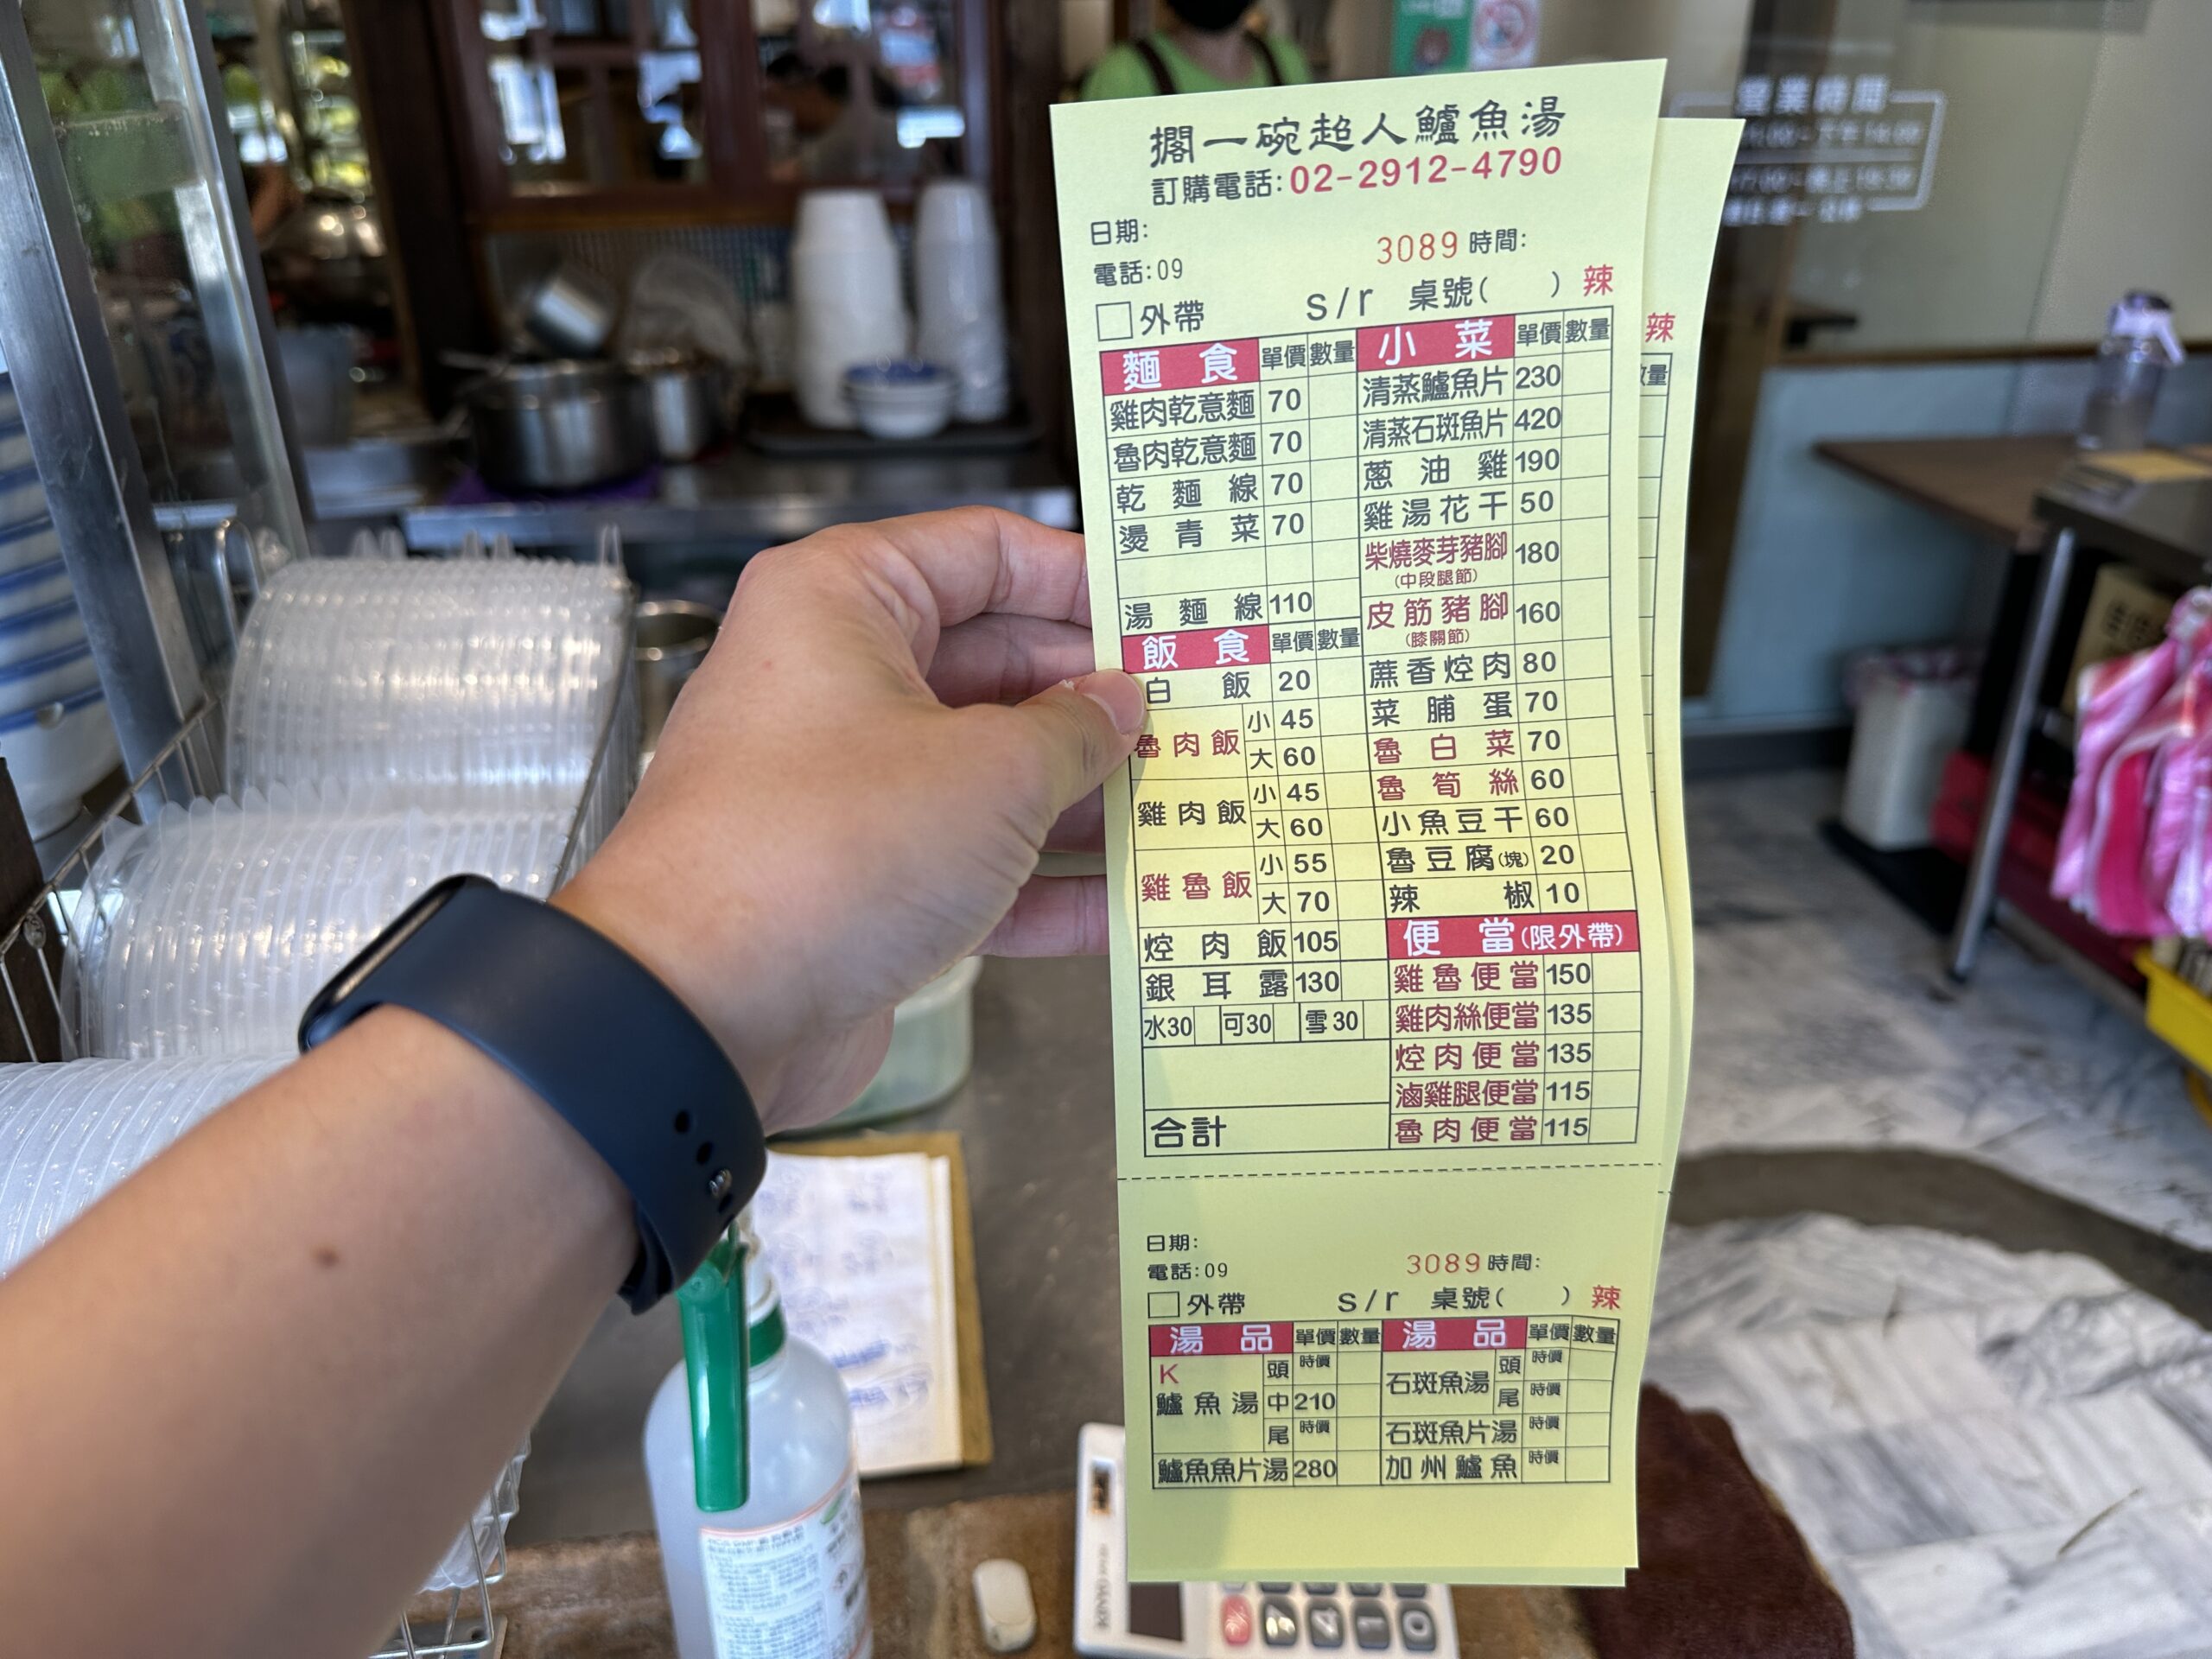 擱一碗超人鱸魚湯
訂購電話:02-2912-4790
日期:
3089 時間:
電話:09
外帶 s/r 桌號( ) 辣
麵食 單價 數量
雞肉乾意麵 70
魯肉乾意麵 70
乾麵線 70
燙青菜 70
湯麵線 110
飯食 單價 數量
白飯 20
魯肉飯 小 45
大 60
雞肉飯 小 45
大 60
雞魯飯 小 55
大 70
焢肉飯 105
銀耳露 130
水30 可30 雪30
合計
小菜 單價 數量
清蒸鱸魚片 230
清蒸石斑魚片 420
蔥油雞 190
雞湯花干 50
柴燒麥芽豬腳 180
(中段腿節)
皮筋豬腳 160
(膝關節)
蔗香焢肉 80
菜脯蛋 70
魯白菜 70
魯筍絲 60
小魚豆干 60
魯豆腐(塊) 20
辣椒 10
便當(限外帶)
雞魯便當 150
雞肉絲便當 135
焢肉便當 135
滷雞腿便當 115
魯肉便當 115
日期:
3089 時間:
電話:09
外帶 s/r 桌號( ) 辣
湯品 單價 數量
K
鱸魚湯 頭 時價
中 210
尾 時價
鱸魚魚片湯 280
湯品 單價 數量
石斑魚湯 頭 時價
尾 時價
石斑魚片湯 時價
加州鱸魚 時價
辣
數量
營業時間